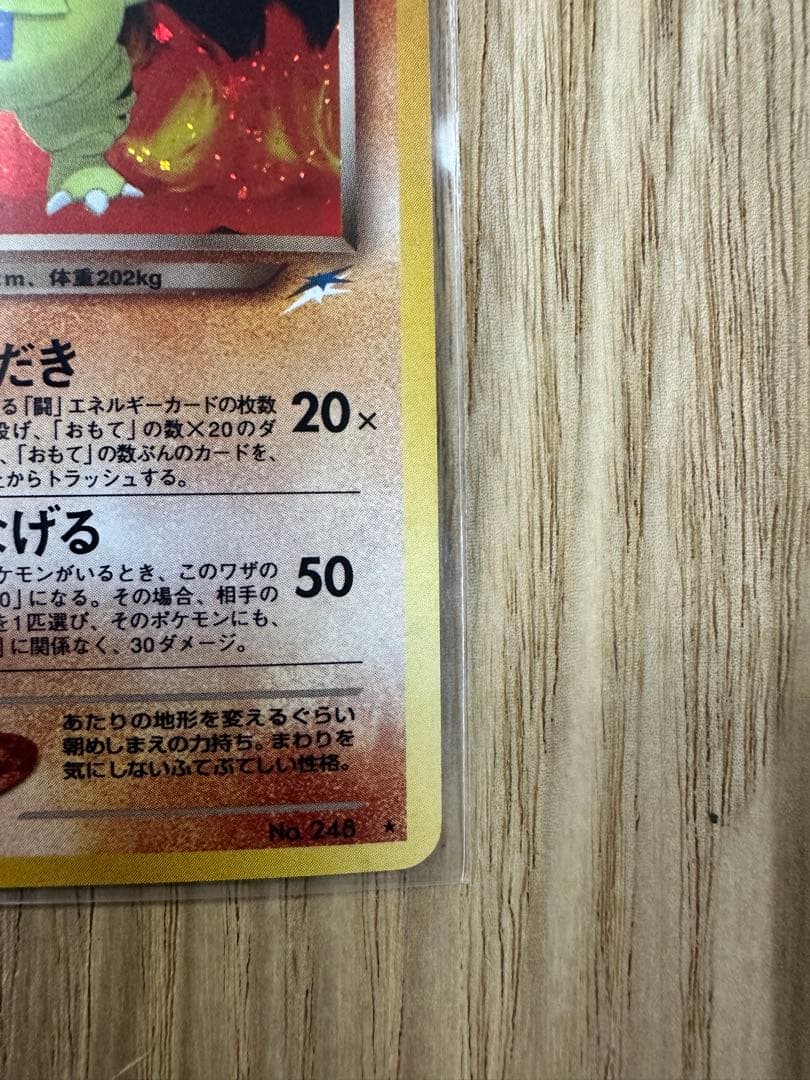 m、体重202kg
だき
る「闘」エネルギーカードの枚数
投げ、「おもて」の数×20のダ
、「おもて」の数ぶんのカードを、
上からトラッシュする。
20×
なげる
ケモンがいるとき、このワザの
0」になる。その場合、相手の
を1匹選び、そのポケモンにも、
」に関係なく、30ダメージ。
50
あたりの地形を変えるぐらい
朝めしまえの力持ち。まわりを
気にしないふてぶてしい性格。
No. 248 ★